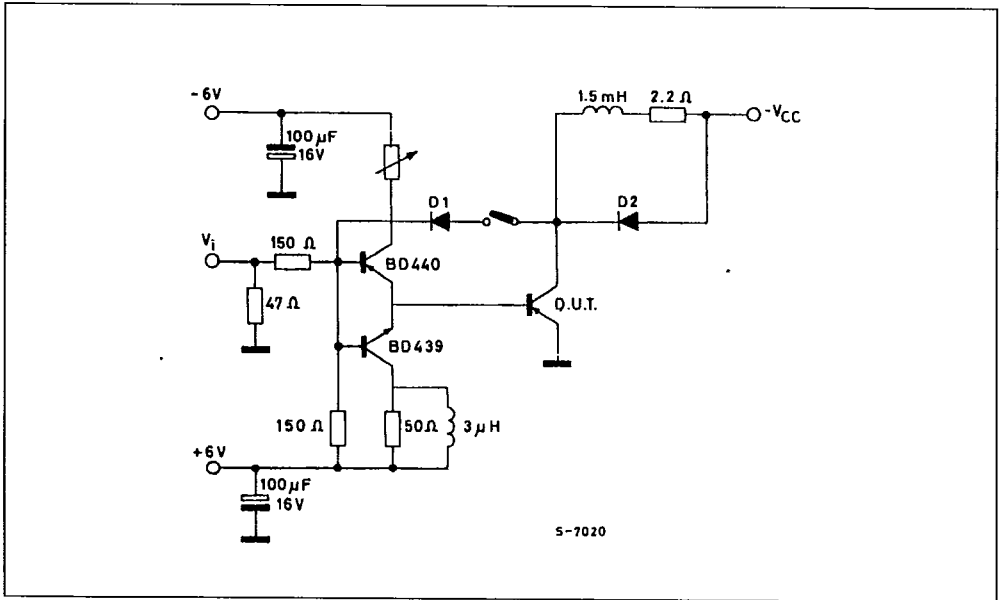 -6V
100µF
16V
1.5mH
2.2Ω
-VCC
D1
D2
Vi
150 Ω
BD440
47Ω
D.U.T.
BD439
150Ω
50Ω
3µH
+6V
100µF
16V
S-7020